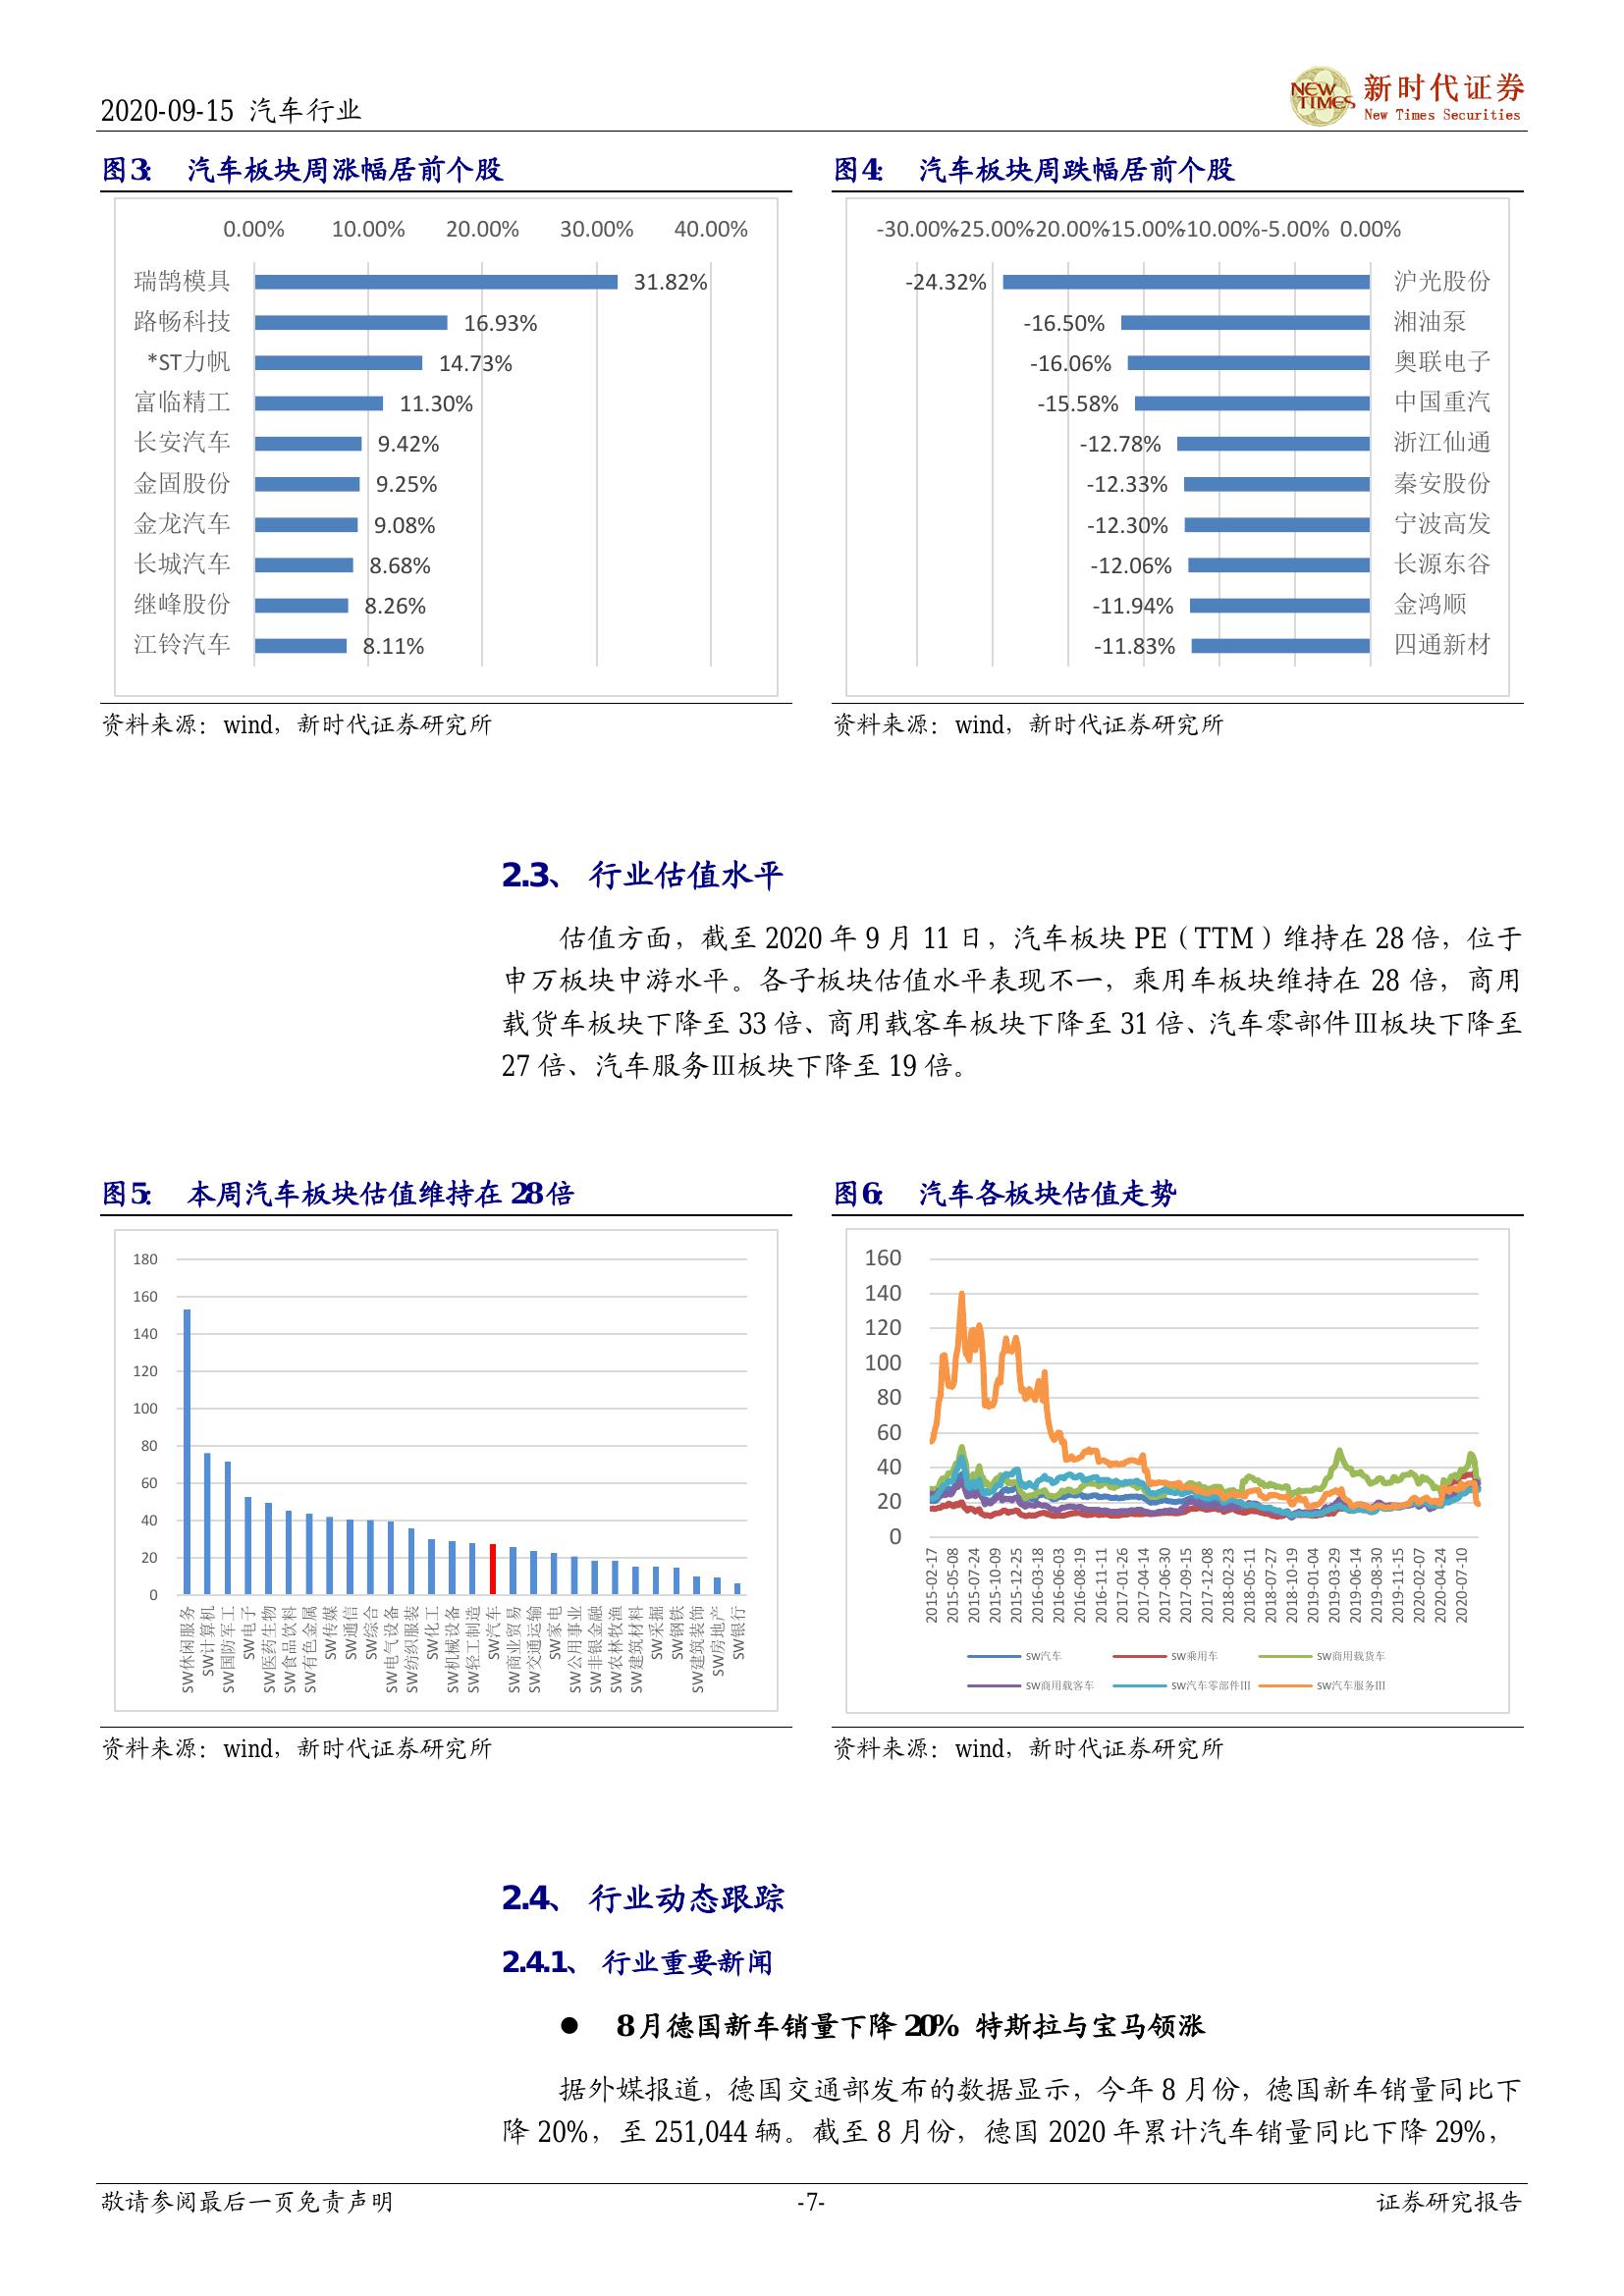 2020-09-15 汽车行业
NEW TIMES
新时代证券
New Times Securities
图3： 汽车板块周涨幅居前个股
0.00% 10.00% 20.00% 30.00% 40.00%
瑞鹄模具 31.82%
路畅科技 16.93%
*ST力帆 14.73%
富临精工 11.30%
长安汽车 9.42%
金固股份 9.25%
金龙汽车 9.08%
长城汽车 8.68%
继峰股份 8.26%
江铃汽车 8.11%
资料来源：wind，新时代证券研究所
图4： 汽车板块周跌幅居前个股
-30.00% -25.00% -20.00% -15.00% -10.00% -5.00% 0.00%
-24.32% 沪光股份
-16.50% 湘油泵
-16.06% 奥联电子
-15.58% 中国重汽
-12.78% 浙江仙通
-12.33% 秦安股份
-12.30% 宁波高发
-12.06% 长源东谷
-11.94% 金鸿顺
-11.83% 四通新材
资料来源：wind，新时代证券研究所
2.3、 行业估值水平
估值方面，截至 2020 年 9 月 11 日，汽车板块 PE（TTM）维持在 28 倍，位于
申万板块中游水平。各子板块估值水平表现不一，乘用车板块维持在 28 倍，商用
载货车板块下降至 33 倍、商用载客车板块下降至 31 倍、汽车零部件Ⅲ板块下降至
27 倍、汽车服务Ⅲ板块下降至 19 倍。
图5： 本周汽车板块估值维持在 28 倍
180
160
140
120
100
80
60
40
20
0
SW休闲服务
SW计算机
SW国防军工
SW电子
SW医药生物
SW食品饮料
SW有色金属
SW传媒
SW通信
SW综合
SW电气设备
SW纺织服装
SW化工
SW机械设备
SW轻工制造
SW汽车
SW商业贸易
SW交通运输
SW家电
SW公用事业
SW非银金融
SW农林牧渔
SW建筑材料
SW采掘
SW钢铁
SW建筑装饰
SW房地产
SW银行
资料来源：wind，新时代证券研究所
图6： 汽车各板块估值走势
160
140
120
100
80
60
40
20
0
2015-02-17
2015-05-08
2015-07-24
2015-10-09
2015-12-25
2016-03-18
2016-06-03
2016-08-19
2016-11-11
2017-01-26
2017-04-14
2017-06-30
2017-09-15
2017-12-08
2018-02-23
2018-05-11
2018-07-27
2018-10-19
2019-01-04
2019-03-29
2019-06-14
2019-08-30
2019-11-15
2020-02-07
2020-04-24
2020-07-10
SW汽车 SW乘用车 SW商用载货车
SW商用载客车 SW汽车零部件III SW汽车服务III
资料来源：wind，新时代证券研究所
2.4、 行业动态跟踪
2.4.1、 行业重要新闻
● 8 月德国新车销量下降 20% 特斯拉与宝马领涨
据外媒报道，德国交通部发布的数据显示，今年 8 月份，德国新车销量同比下
降 20%，至 251,044 辆。截至 8 月份，德国 2020 年累计汽车销量同比下降 29%，
敬请参阅最后一页免责声明 -7- 证券研究报告